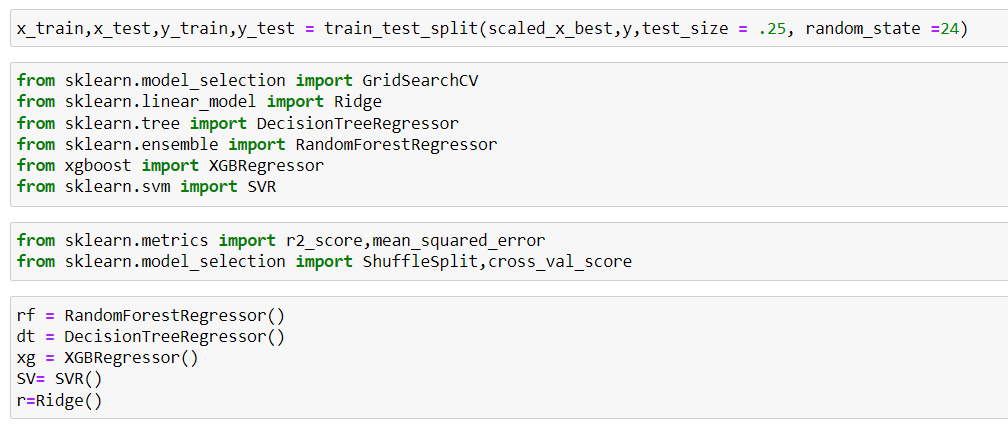 x_train,x_test,y_train,y_test = train_test_split(scaled_x_best,y,test_size = .25, random_state =24)
from sklearn.model_selection import GridSearchCV
from sklearn.linear_model import Ridge
from sklearn.tree import DecisionTreeRegressor
from sklearn.ensemble import RandomForestRegressor
from xgboost import XGBRegressor
from sklearn.svm import SVR
from sklearn.metrics import r2_score,mean_squared_error
from sklearn.model_selection import ShuffleSplit,cross_val_score
rf = RandomForestRegressor()
dt = DecisionTreeRegressor()
xg = XGBRegressor()
SV= SVR()
r=Ridge()